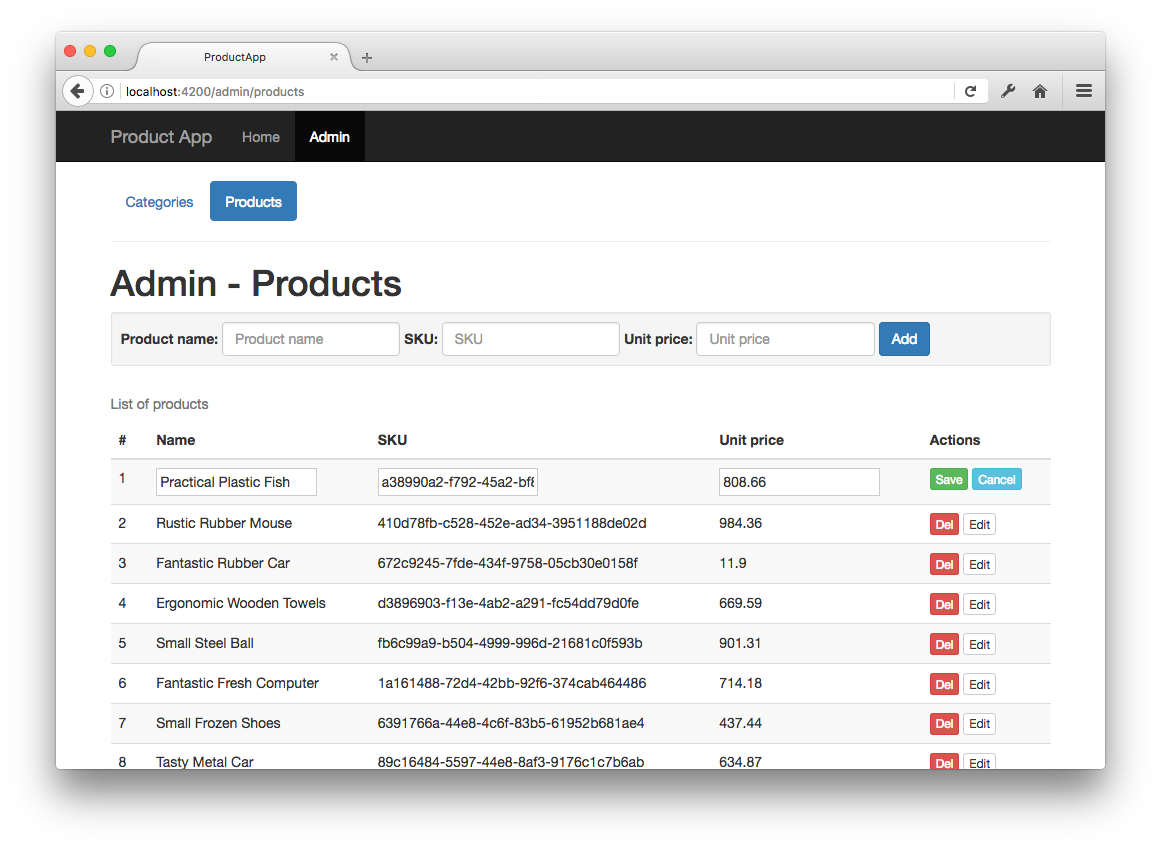 ProductApp
localhost:4200/admin/products
Product App Home Admin
Categories Products
Admin - Products
Product name: Product name SKU: SKU Unit price: Unit price Add
List of products
# Name SKU Unit price Actions
1 Practical Plastic Fish a38990a2-f792-45a2-bf8 808.66 Save Cancel
2 Rustic Rubber Mouse 410d78fb-c528-452e-ad34-3951188de02d 984.36 Del Edit
3 Fantastic Rubber Car 672c9245-7fde-434f-9758-05cb30e0158f 11.9 Del Edit
4 Ergonomic Wooden Towels d3896903-f13e-4ab2-a291-fc54dd79d0fe 669.59 Del Edit
5 Small Steel Ball fb6c99a9-b504-4999-996d-21681c0f593b 901.31 Del Edit
6 Fantastic Fresh Computer 1a161488-72d4-42bb-92f6-374cab464486 714.18 Del Edit
7 Small Frozen Shoes 6391766a-44e8-4c6f-83b5-61952b681ae4 437.44 Del Edit
8 Tasty Metal Car 89c16484-5597-44e8-8af3-9176c1c7b6ab 634.87 Del Edit